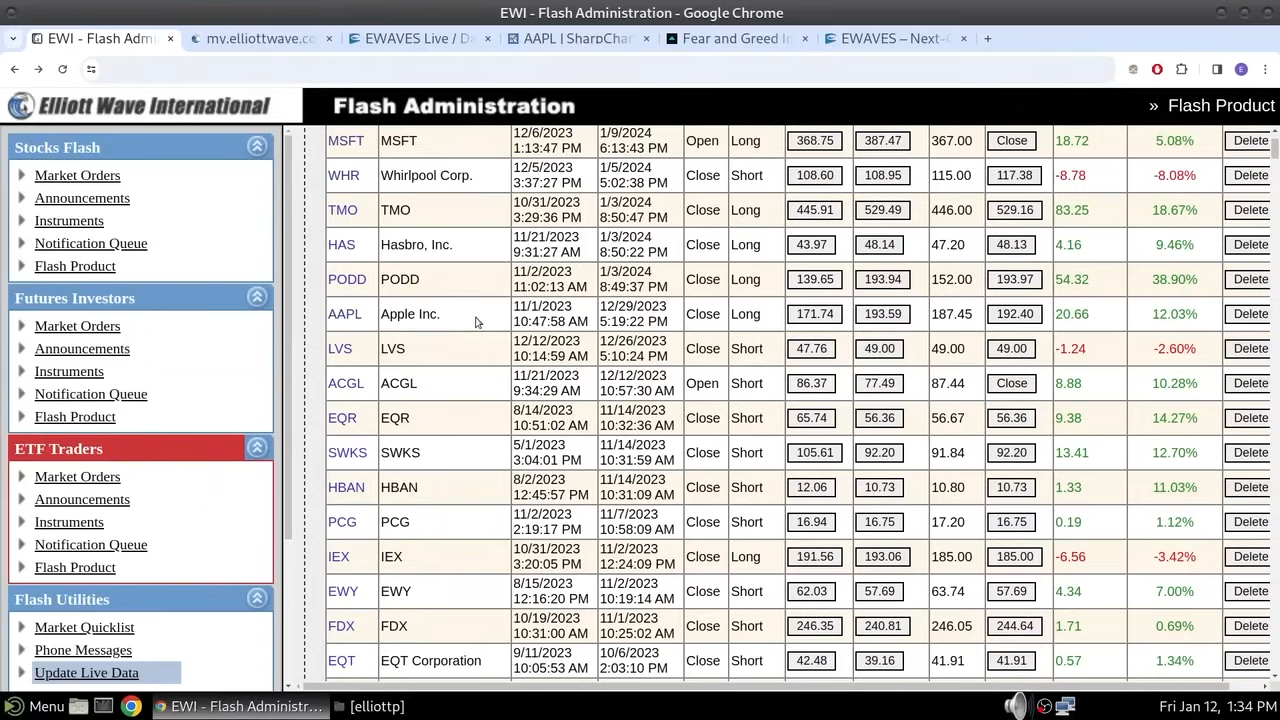 EWI - Flash Administration - Google Chrome
EWI - Flash Admi
mv.elliottwave.co
EWAVES Live / Da
AAPL | SharpChar
Fear and Greed In
EWAVES – Next-G
Elliott Wave International
Flash Administration
» Flash Product
Stocks Flash
Market Orders
Announcements
Instruments
Notification Queue
Flash Product
Futures Investors
Market Orders
Announcements
Instruments
Notification Queue
Flash Product
ETF Traders
Market Orders
Announcements
Instruments
Notification Queue
Flash Product
Flash Utilities
Market Quicklist
Phone Messages
Update Live Data
MSFT MSFT 12/6/2023 1:13:47 PM 1/9/2024 6:13:43 PM Open Long 368.75 387.47 367.00 Close 18.72 5.08% Delete
WHR Whirlpool Corp. 12/5/2023 3:37:27 PM 1/5/2024 5:02:38 PM Close Short 108.60 108.95 115.00 117.38 -8.78 -8.08% Delete
TMO TMO 10/31/2023 3:29:36 PM 1/3/2024 8:50:47 PM Close Long 445.91 529.49 446.00 529.16 83.25 18.67% Delete
HAS Hasbro, Inc. 11/21/2023 9:31:27 AM 1/3/2024 8:50:22 PM Close Long 43.97 48.14 47.20 48.13 4.16 9.46% Delete
PODD PODD 11/2/2023 11:02:13 AM 1/3/2024 8:49:37 PM Close Long 139.65 193.94 152.00 193.97 54.32 38.90% Delete
AAPL Apple Inc. 11/1/2023 10:47:58 AM 12/29/2023 5:19:22 PM Close Long 171.74 193.59 187.45 192.40 20.66 12.03% Delete
LVS LVS 12/12/2023 10:14:59 AM 12/26/2023 5:10:24 PM Close Short 47.76 49.00 49.00 49.00 -1.24 -2.60% Delete
ACGL ACGL 11/21/2023 9:34:29 AM 12/12/2023 10:57:30 AM Open Short 86.37 77.49 87.44 Close 8.88 10.28% Delete
EQR EQR 8/14/2023 10:51:02 AM 11/14/2023 10:32:36 AM Close Short 65.74 56.36 56.67 56.36 9.38 14.27% Delete
SWKS SWKS 5/1/2023 3:04:01 PM 11/14/2023 10:31:59 AM Close Short 105.61 92.20 91.84 92.20 13.41 12.70% Delete
HBAN HBAN 8/2/2023 12:45:57 PM 11/14/2023 10:31:09 AM Close Short 12.06 10.73 10.80 10.73 1.33 11.03% Delete
PCG PCG 11/2/2023 2:19:17 PM 11/7/2023 10:58:09 AM Close Short 16.94 16.75 17.20 16.75 0.19 1.12% Delete
IEX IEX 10/31/2023 3:20:05 PM 11/2/2023 12:24:09 PM Close Long 191.56 193.06 185.00 185.00 -6.56 -3.42% Delete
EWY EWY 8/15/2023 12:16:20 PM 11/2/2023 10:19:14 AM Close Short 62.03 57.69 63.74 57.69 4.34 7.00% Delete
FDX FDX 10/19/2023 10:31:00 AM 11/1/2023 10:25:02 AM Close Short 246.35 240.81 246.05 244.64 1.71 0.69% Delete
EQT EQT Corporation 9/11/2023 10:05:53 AM 10/6/2023 2:03:10 PM Close Short 42.48 39.16 41.91 41.91 0.57 1.34% Delete
Menu
EWI - Flash Administr...
[elliottp]
Fri Jan 12, 1:34 PM